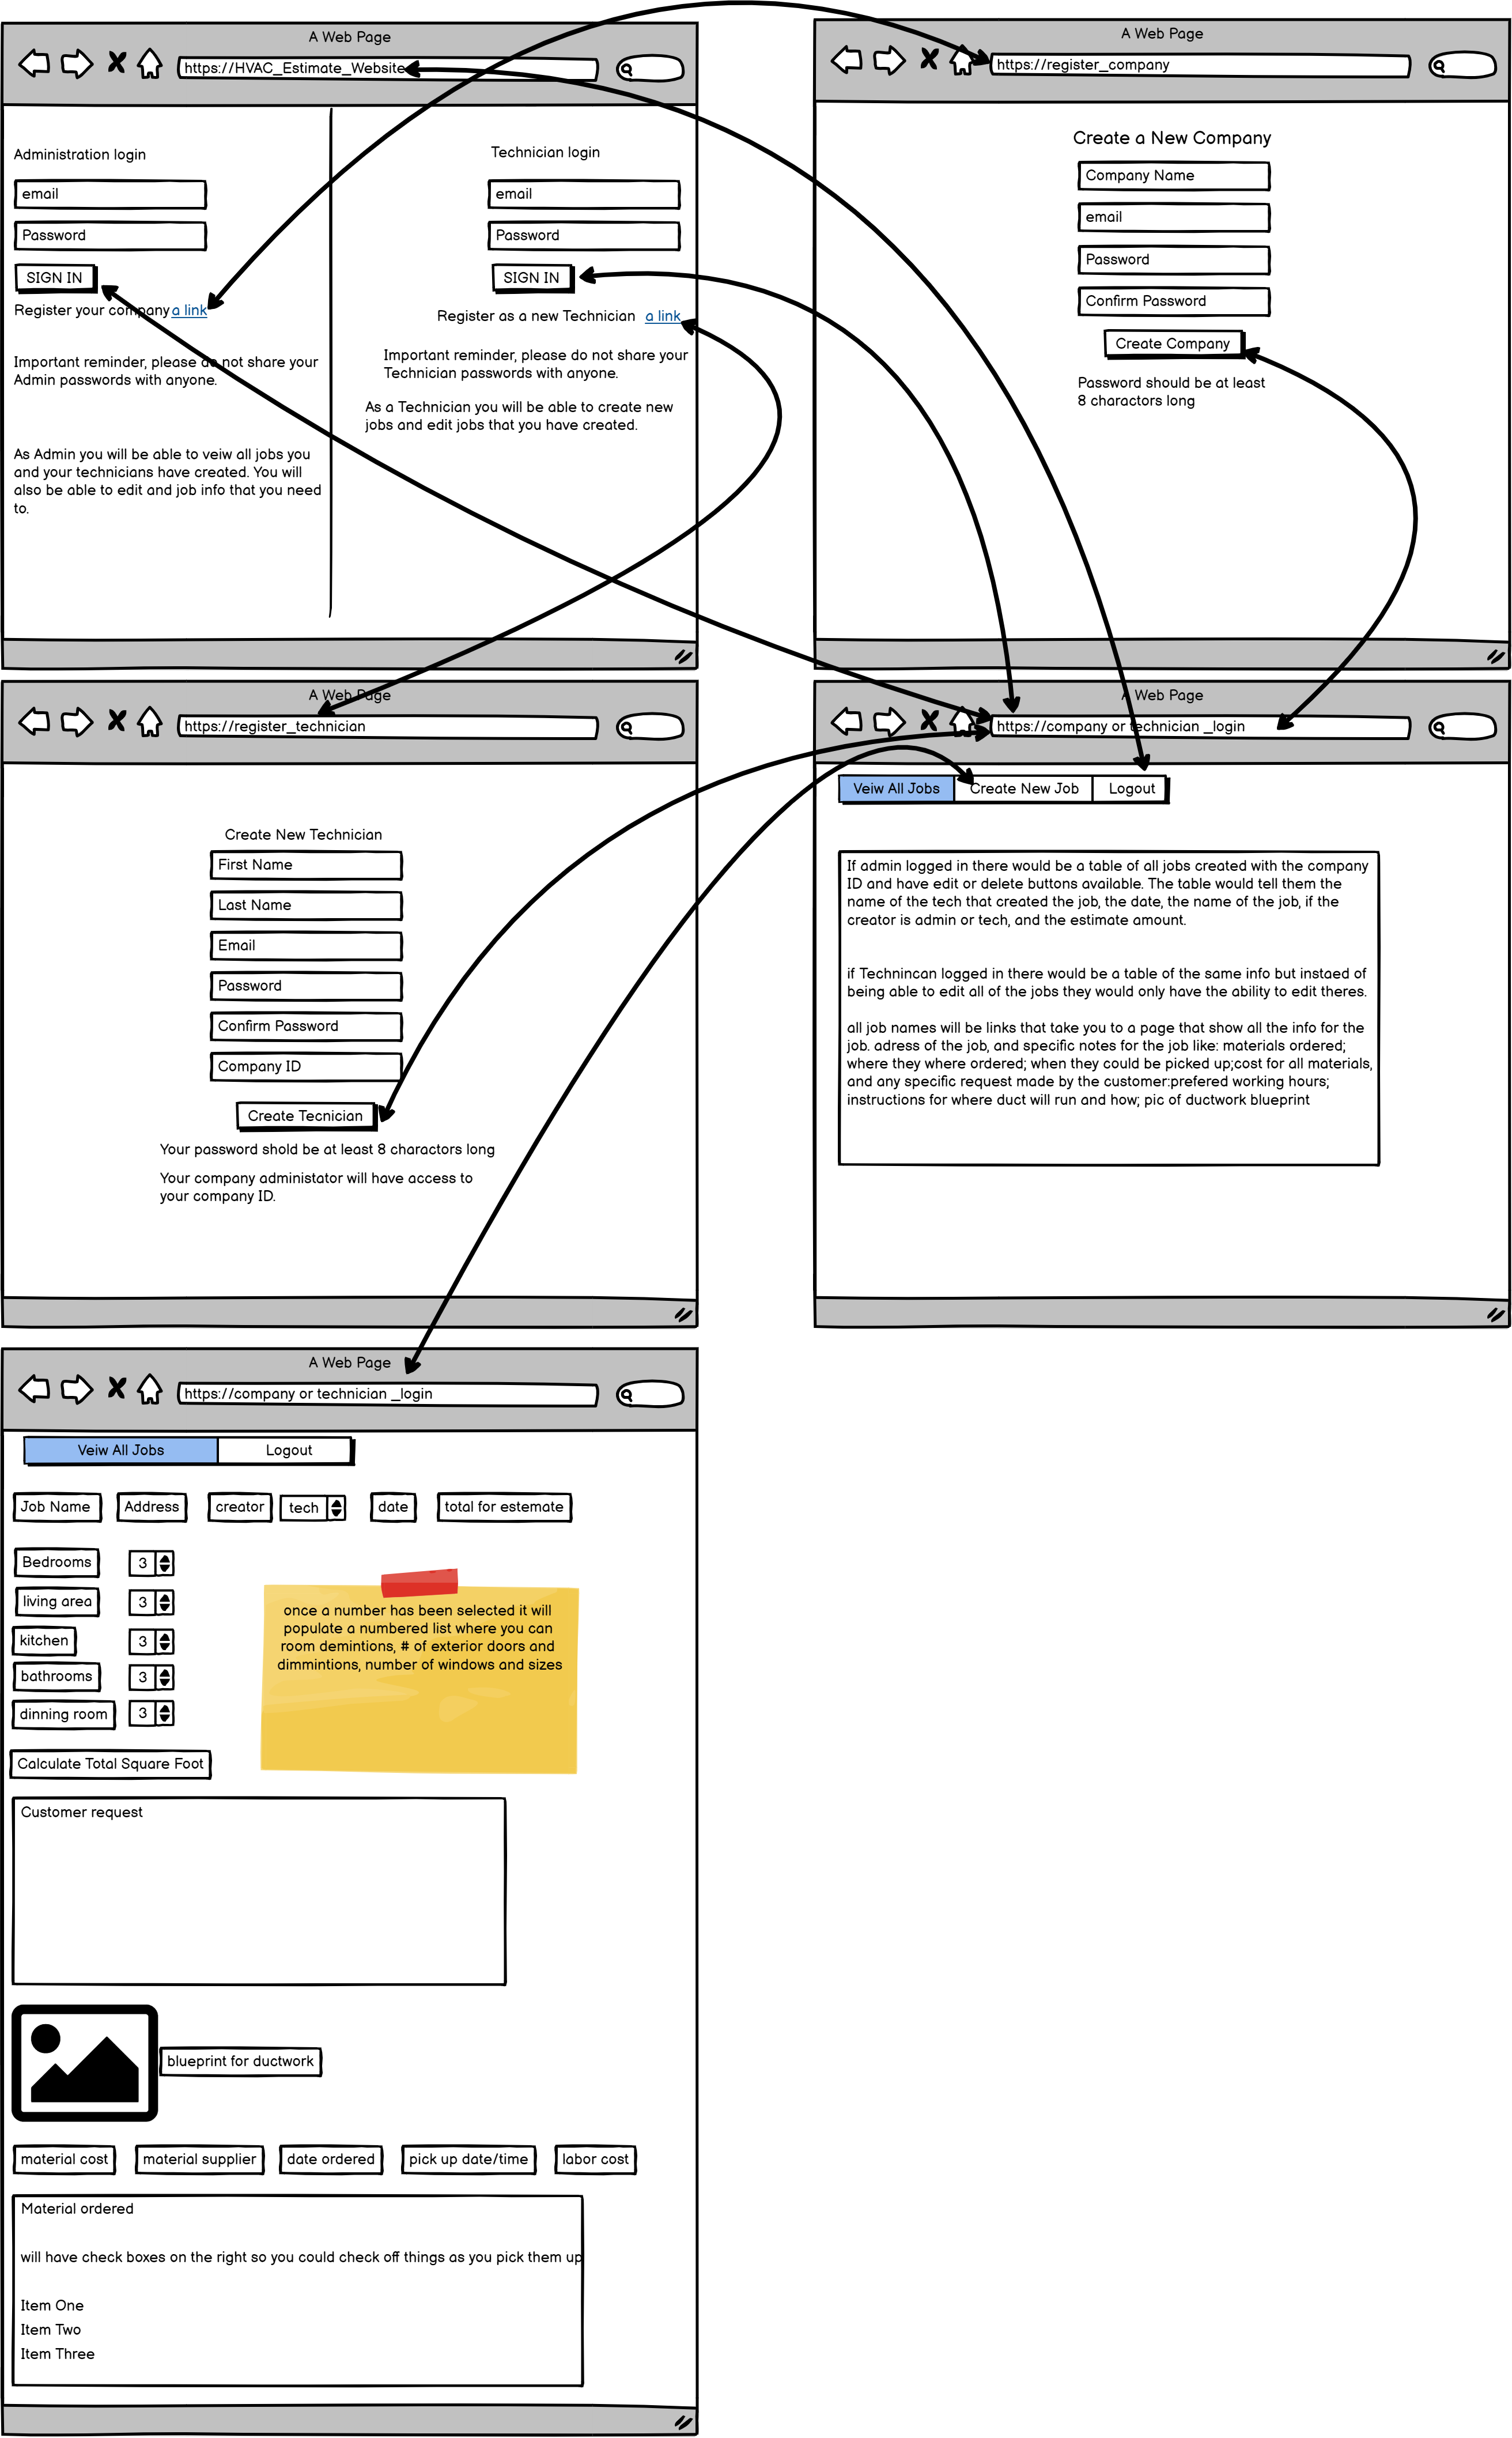 A Web Page
https://HVAC_Estimate_Website
Administration login
email
Password
SIGN IN
Register your company a link
Important reminder, please do not share your
Admin passwords with anyone.
As Admin you will be able to veiw all jobs you
and your technicians have created. You will
also be able to edit and job info that you need
to.
Technician login
email
Password
SIGN IN
Register as a new Technician a link
Important reminder, please do not share your
Technician passwords with anyone.
As a Technician you will be able to create new
jobs and edit jobs that you have created.
A Web Page
https://register_company
Create a New Company
Company Name
email
Password
Confirm Password
Create Company
Password should be at least
8 charactors long
A Web Page
https://register_technician
Create New Technician
First Name
Last Name
Email
Password
Confirm Password
Company ID
Create Tecnician
Your password shold be at least 8 charactors long
Your company administator will have access to
your company ID.
A Web Page
https://company or technician _login
Veiw All Jobs Create New Job Logout
If admin logged in there would be a table of all jobs created with the company
ID and have edit or delete buttons available. The table would tell them the
name of the tech that created the job, the date, the name of the job, if the
creator is admin or tech, and the estimate amount.
if Technincan logged in there would be a table of the same info but instaed of
being able to edit all of the jobs they would only have the ability to edit theres.
all job names will be links that take you to a page that show all the info for the
job. adress of the job, and specific notes for the job like: materials ordered;
where they where ordered; when they could be picked up;cost for all materials,
and any specific request made by the customer:prefered working hours;
instructions for where duct will run and how; pic of ductwork blueprint
A Web Page
https://company or technician _login
Veiw All Jobs Logout
Job Name Address creator tech date total for estemate
Bedrooms 3
living area 3
kitchen 3
bathrooms 3
dinning room 3
once a number has been selected it will
populate a numbered list where you can
room demintions, # of exterior doors and
dimmintions, number of windows and sizes
Calculate Total Square Foot
Customer request
blueprint for ductwork
material cost material supplier date ordered pick up date/time labor cost
Material ordered
will have check boxes on the right so you could check off things as you pick them up
Item One
Item Two
Item Three